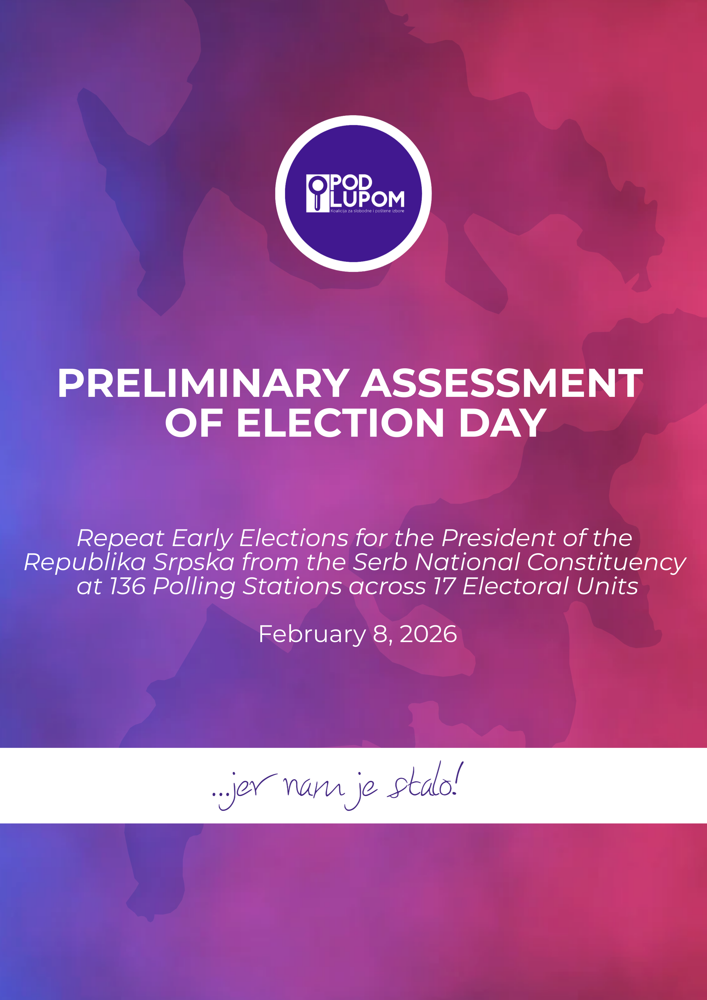 POD
LUPOM
Koalicija za slobodne i poštene izbore
PRELIMINARY ASSESSMENT
OF ELECTION DAY
Repeat Early Elections for the President of the
Republika Srpska from the Serb National Constituency
at 136 Polling Stations across 17 Electoral Units
February 8, 2026
...jer nam je stalo!